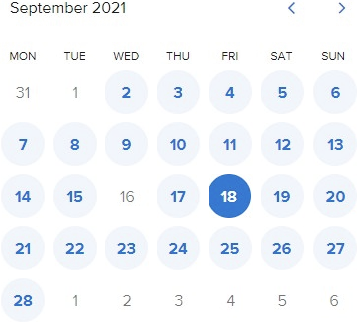 September 2021
MON TUE WED THU FRI SAT SUN
31 1 2 3 4 5 6
7 8 9 10 11 12 13
14 15 16 17 18 19 20
21 22 23 24 25 26 27
28 1 2 3 4 5 6